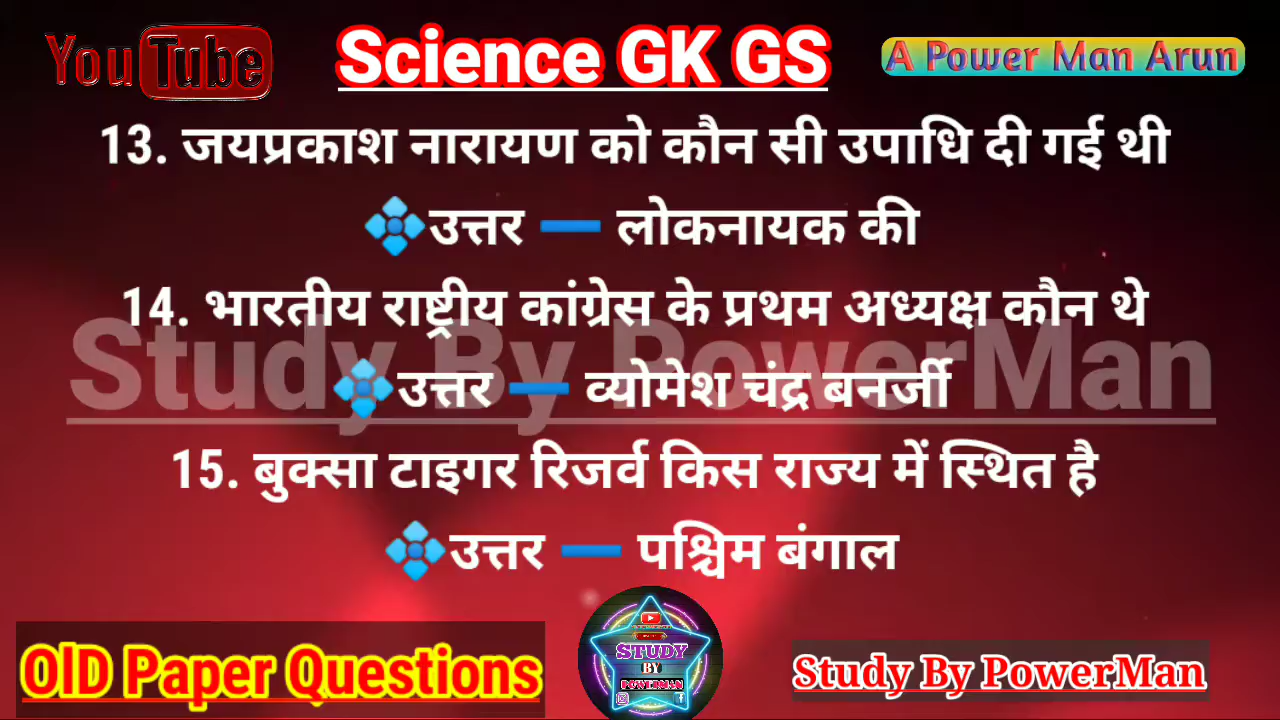 YouTube Science GK GS A Power Man Arun
13. जयप्रकाश नारायण को कौन सी उपाधि दी गई थी
उत्तर — लोकनायक की
14. भारतीय राष्ट्रीय कांग्रेस के प्रथम अध्यक्ष कौन थे
Study By PowerMan
उत्तर — व्योमेश चंद्र बनर्जी
15. बुक्सा टाइगर रिजर्व किस राज्य में स्थित है
उत्तर — पश्चिम बंगाल
OlD Paper Questions
STUDY
BY
POWERMAN
Study By PowerMan